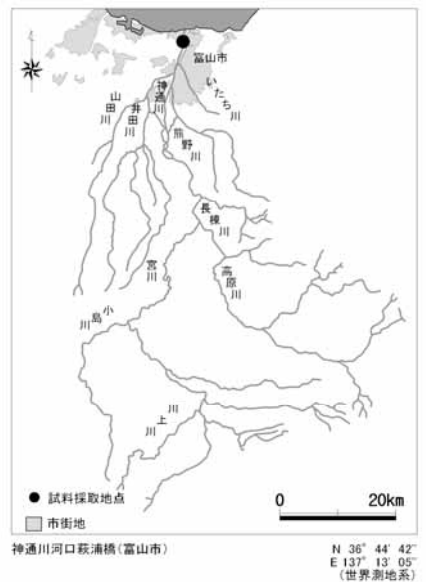 富山市
いたち川
神通川
山田川
井田川
熊野川
長棟川
宮川
高原川
小島川
川上川
● 試料採取地点
市街地
0 20km
神通川河口萩浦橋(富山市)
N 36° 44′ 42″
E 137° 13′ 05″
(世界測地系)